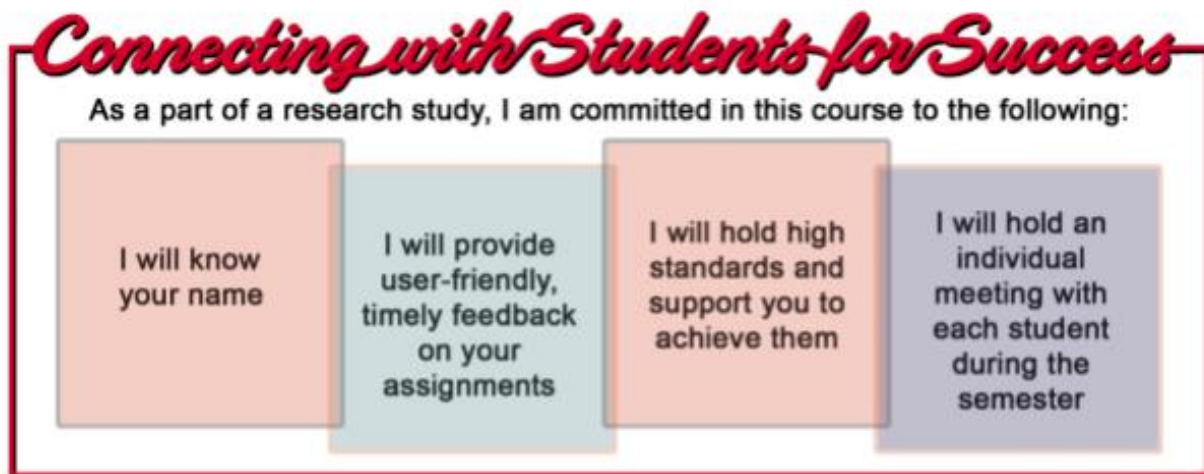 Connecting with Students for Success
As a part of a research study, I am committed in this course to the following:
I will know
your name
I will provide
user-friendly,
timely feedback
on your
assignments
I will hold high
standards and
support you to
achieve them
I will hold an
individual
meeting with
each student
during the
semester